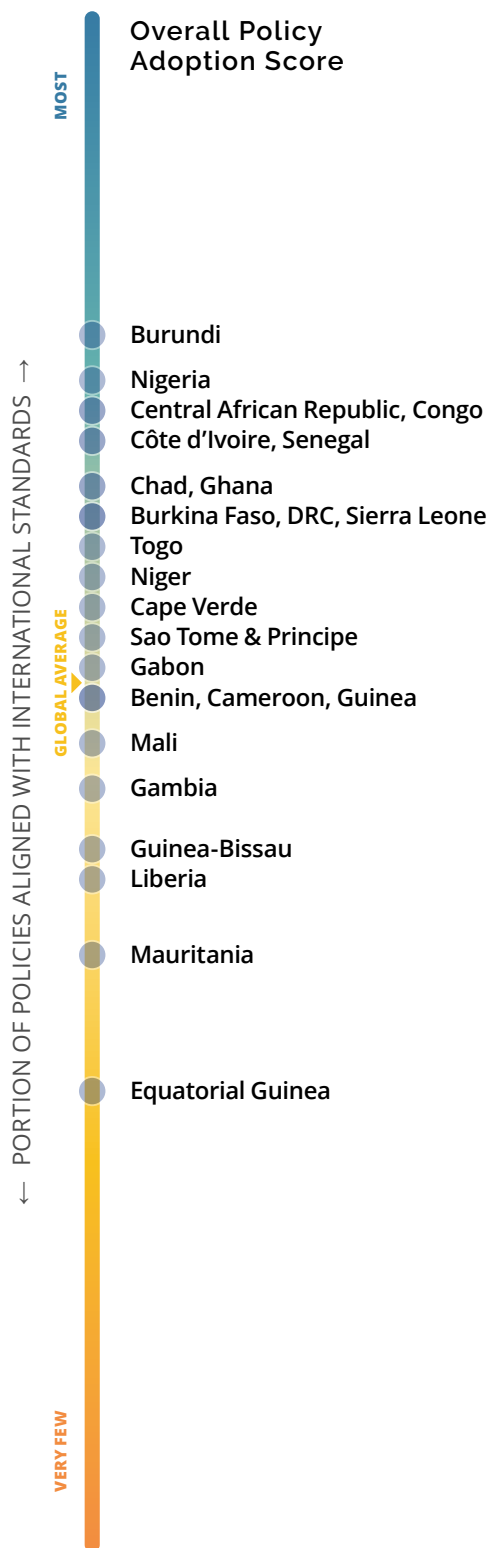 Overall Policy
Adoption Score
MOST
Burundi
Nigeria
Central African Republic, Congo
Côte d’Ivoire, Senegal
Chad, Ghana
Burkina Faso, DRC, Sierra Leone
Togo
Niger
Cape Verde
Sao Tome & Principe
Gabon
Benin, Cameroon, Guinea
GLOBAL AVERAGE
Mali
Gambia
Guinea-Bissau
Liberia
Mauritania
Equatorial Guinea
← PORTION OF POLICIES ALIGNED WITH INTERNATIONAL STANDARDS →
VERY FEW